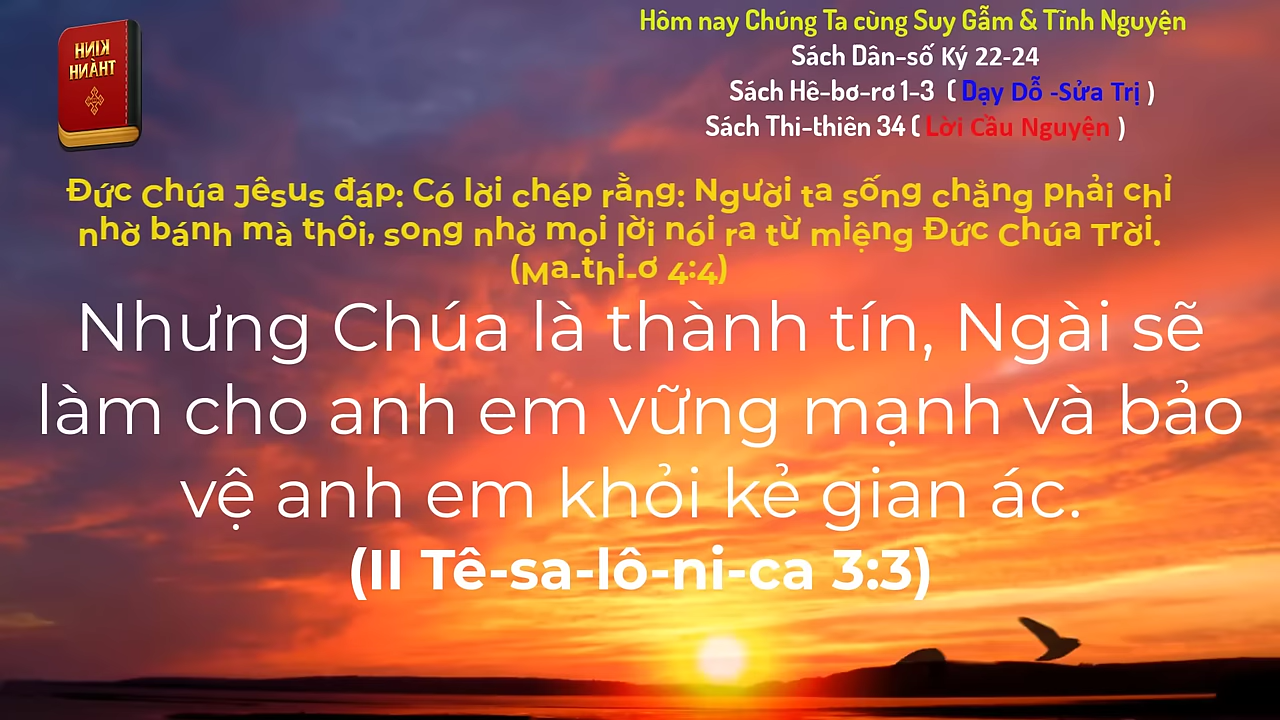 KINH
THÁNH
Hôm nay Chúng Ta cùng Suy Gẫm & Tĩnh Nguyện
Sách Dân-số Ký 22-24
Sách Hê-bơ-rơ 1-3 ( Dạy Dỗ -Sửa Trị )
Sách Thi-thiên 34 ( Lời Cầu Nguyện )
Đức Chúa Jêsus đáp: Có lời chép rằng: Người ta sống chẳng phải chỉ
nhờ bánh mà thôi, song nhờ mọi lời nói ra từ miệng Đức Chúa Trời.
(Ma-thi-ơ 4:4)
Nhưng Chúa là thành tín, Ngài sẽ
làm cho anh em vững mạnh và bảo
vệ anh em khỏi kẻ gian ác.
(II Tê-sa-lô-ni-ca 3:3)